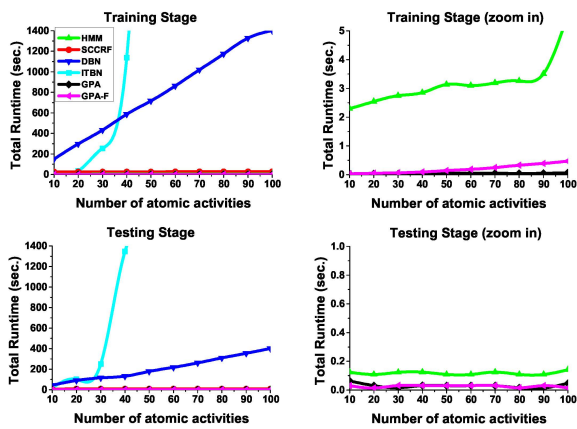 Training Stage
1400
1200
1000
800
600
400
200
0
Total Runtime (sec.)
HMM
SCCRF
DBN
ITBN
GPA
GPA-F
10 20 30 40 50 60 70 80 90 100
Number of atomic activities
Training Stage (zoom in)
5
4
3
2
1
0
Total Runtime (sec.)
10 20 30 40 50 60 70 80 90 100
Number of atomic activities
Testing Stage
1400
1200
1000
800
600
400
200
0
Total Runtime (sec.)
10 20 30 40 50 60 70 80 90 100
Number of atomic activities
Testing Stage (zoom in)
1.0
0.8
0.6
0.4
0.2
0.0
Total Runtime (sec.)
10 20 30 40 50 60 70 80 90 100
Number of atomic activities